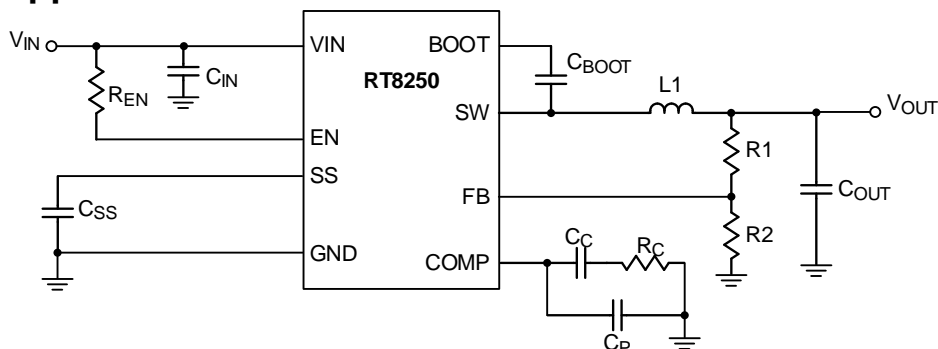 VIN
VIN
BOOT
CBOOT
CIN
RT8250
L1
REN
SW
VOUT
EN
R1
SS
FB
COUT
CSS
R2
GND
CC
RC
COMP